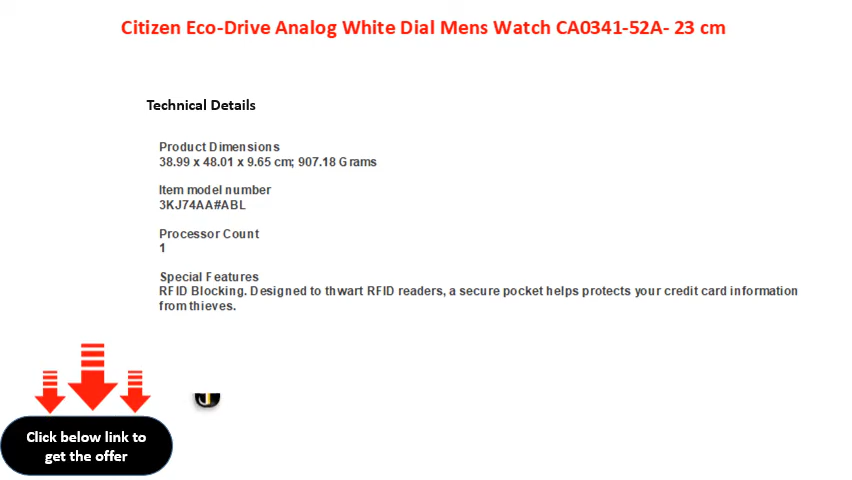 Citizen Eco-Drive Analog White Dial Mens Watch CA0341-52A- 23 cm
Technical Details
Product Dimensions
38.99 x 48.01 x 9.65 cm; 907.18 Grams
Item model number
3KJ74AA#ABL
Processor Count
1
Special Features
RFID Blocking. Designed to thwart RFID readers, a secure pocket helps protects your credit card information
from thieves.
Click below link to
get the offer